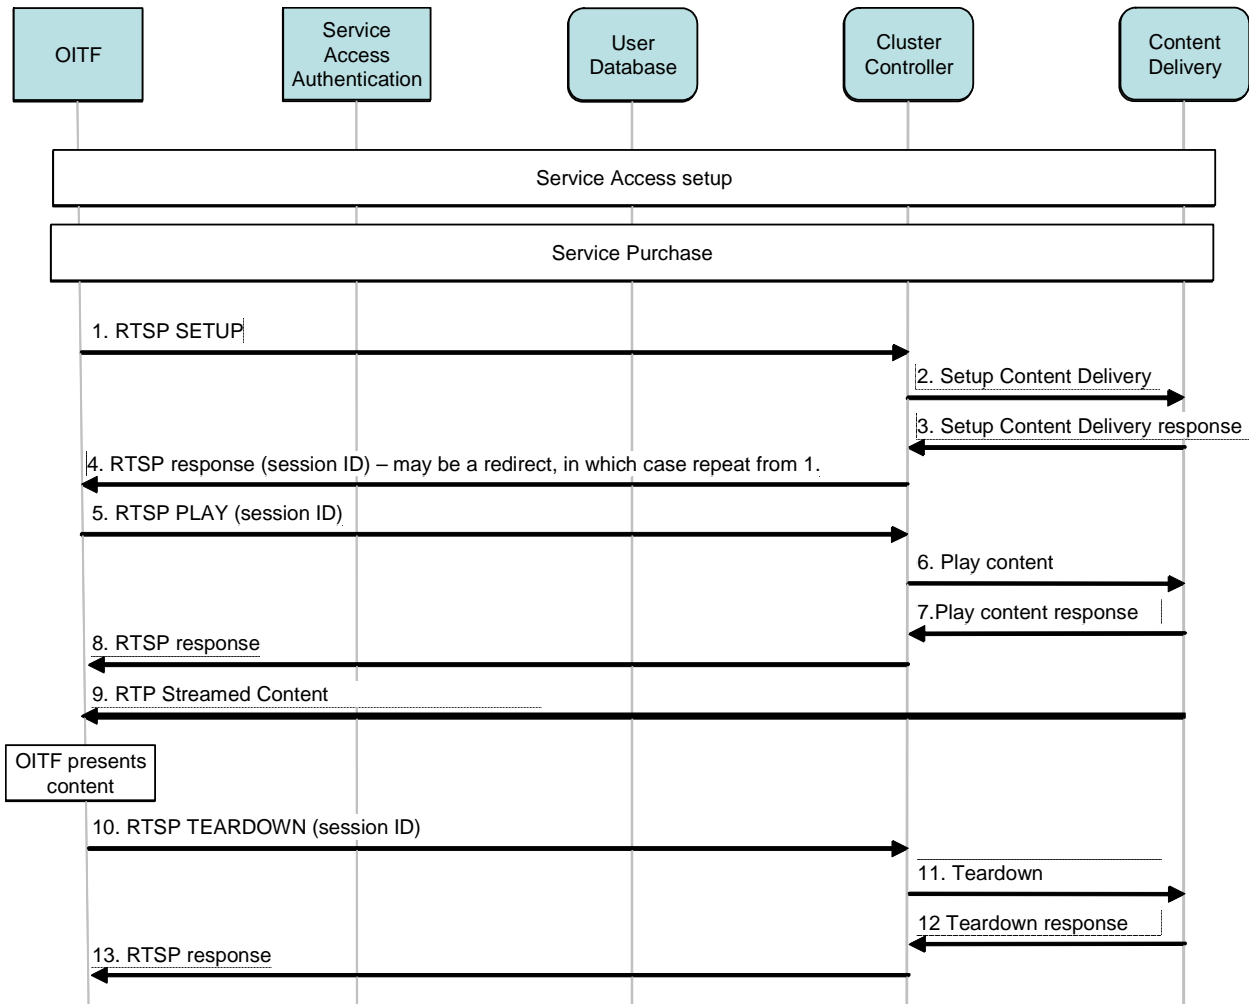 OITF
Service
Access
Authentication
User
Database
Cluster
Controller
Content
Delivery
Service Access setup
Service Purchase
1. RTSP SETUP
2. Setup Content Delivery
3. Setup Content Delivery response
4. RTSP response (session ID) – may be a redirect, in which case repeat from 1.
5. RTSP PLAY (session ID)
6. Play content
7.Play content response
8. RTSP response
9. RTP Streamed Content
OITF presents
content
10. RTSP TEARDOWN (session ID)
11. Teardown
12 Teardown response
13. RTSP response